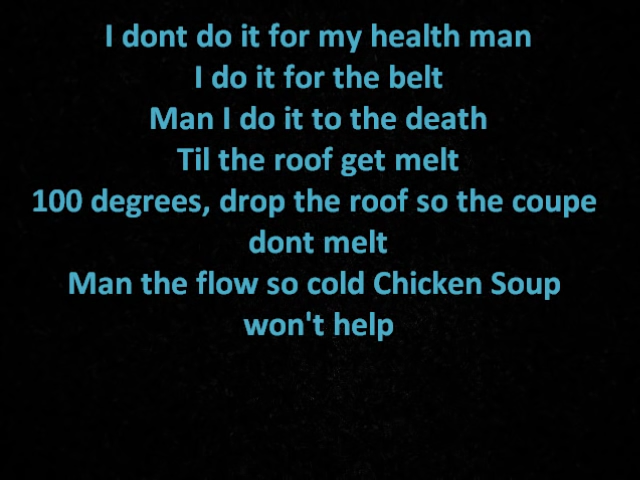 I dont do it for my health man
I do it for the belt
Man I do it to the death
Til the roof get melt
100 degrees, drop the roof so the coupe
dont melt
Man the flow so cold Chicken Soup
won't help